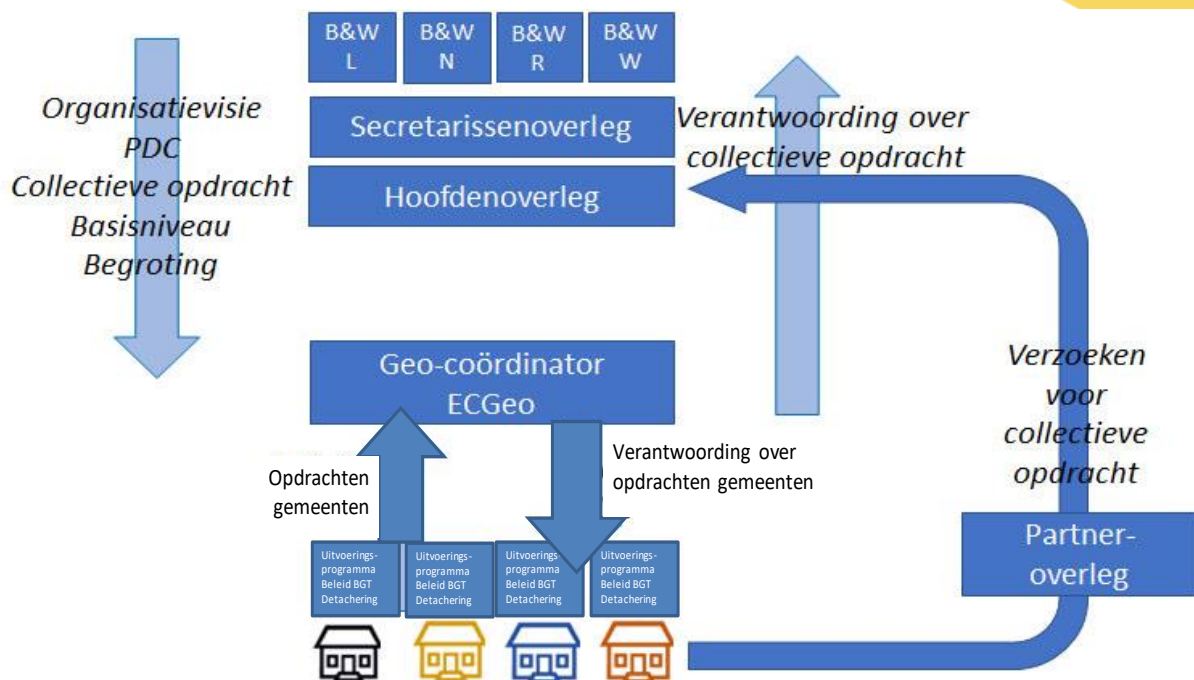 B&W
L
B&W
N
B&W
R
B&W
W
Secretarissenoverleg
Hoofdenoverleg
Organisatievisie
PDC
Collectieve opdracht
Basisniveau
Begroting
Verantwoording over
collectieve opdracht
Geo-coördinator
ECGeo
Verzoeken
voor
collectieve
opdracht
Opdrachten
gemeenten
Verantwoording over
opdrachten gemeenten
Partner-
overleg
Uitvoerings-
programma
Beleid BGT
Detachering
Uitvoerings-
programma
Beleid BGT
Detachering
Uitvoerings-
programma
Beleid BGT
Detachering
Uitvoerings-
programma
Beleid BGT
Detachering